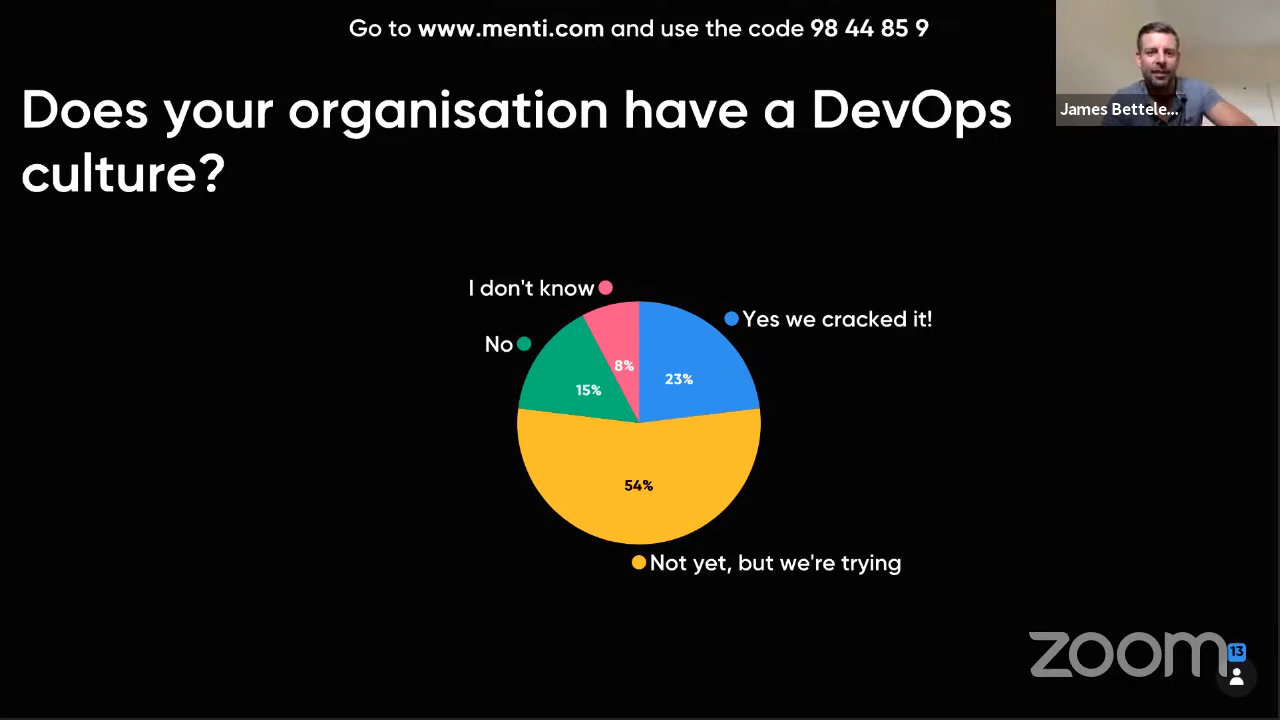 Go to www.menti.com and use the code 98 44 85 9
Does your organisation have a DevOps
culture?
James Bettele...
I don't know
Yes we cracked it!
No
8%
23%
15%
54%
Not yet, but we're trying
zoom
13